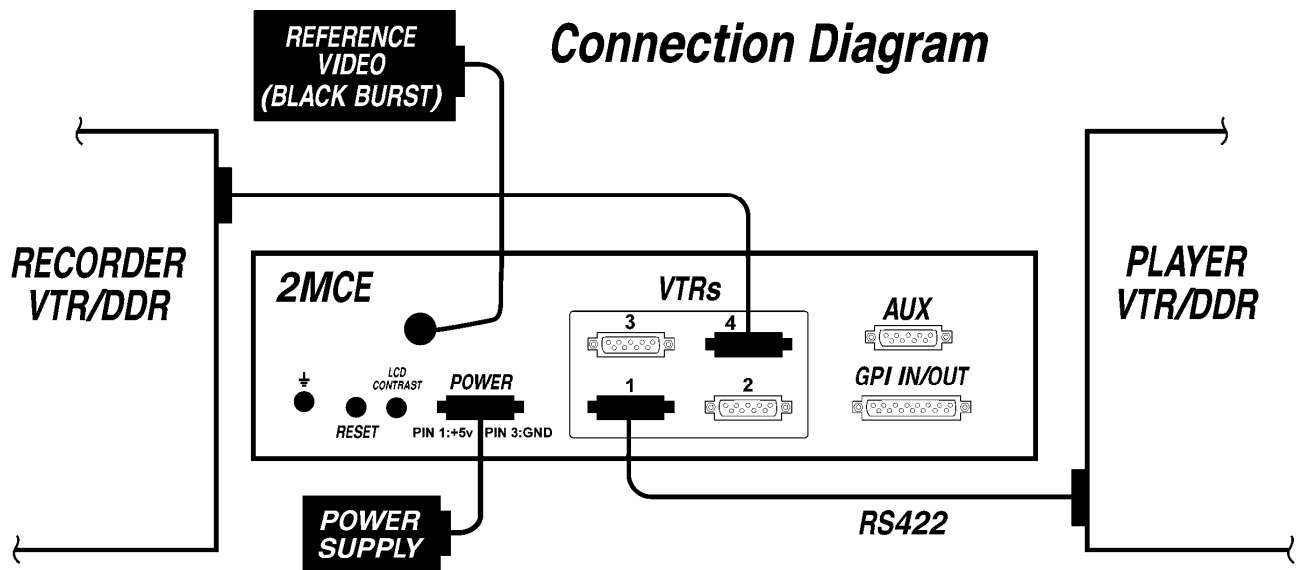 Connection Diagram
REFERENCE
VIDEO
(BLACK BURST)
RECORDER
VTR/DDR
2MCE
LCD
CONTRAST
RESET
POWER
PIN 1:+5v
PIN 3:GND
VTRs
3
4
1
2
AUX
GPI IN/OUT
PLAYER
VTR/DDR
POWER
SUPPLY
RS422